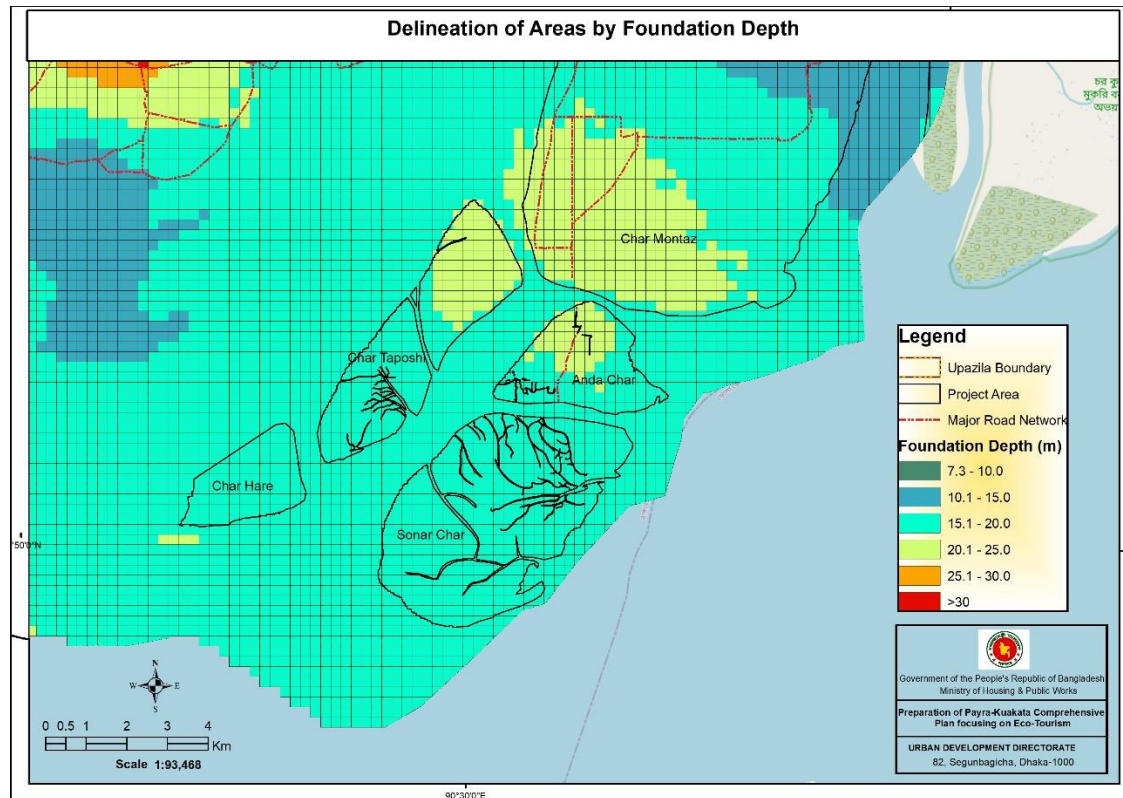 Delineation of Areas by Foundation Depth
মুকরি
Char Montaz
Char Taposhi
Anda Char
Char Hare
Sonar Char
°50'0"N
Legend
Upazila Boundary
Project Area
Major Road Network
Foundation Depth (m)
7.3 - 10.0
10.1 - 15.0
15.1 - 20.0
20.1 - 25.0
25.1 - 30.0
>30
N
W E
S
0 0.5 1 2 3 4
Km
Scale 1:93,468
Government of the People's Republic of Bangladesh
Ministry of Housing & Public Works
Preparation of Payra-Kuakata Comprehensive
Plan focusing on Eco-Tourism
URBAN DEVELOPMENT DIRECTORATE
82, Segunbagicha, Dhaka-1000
90°30'0"E